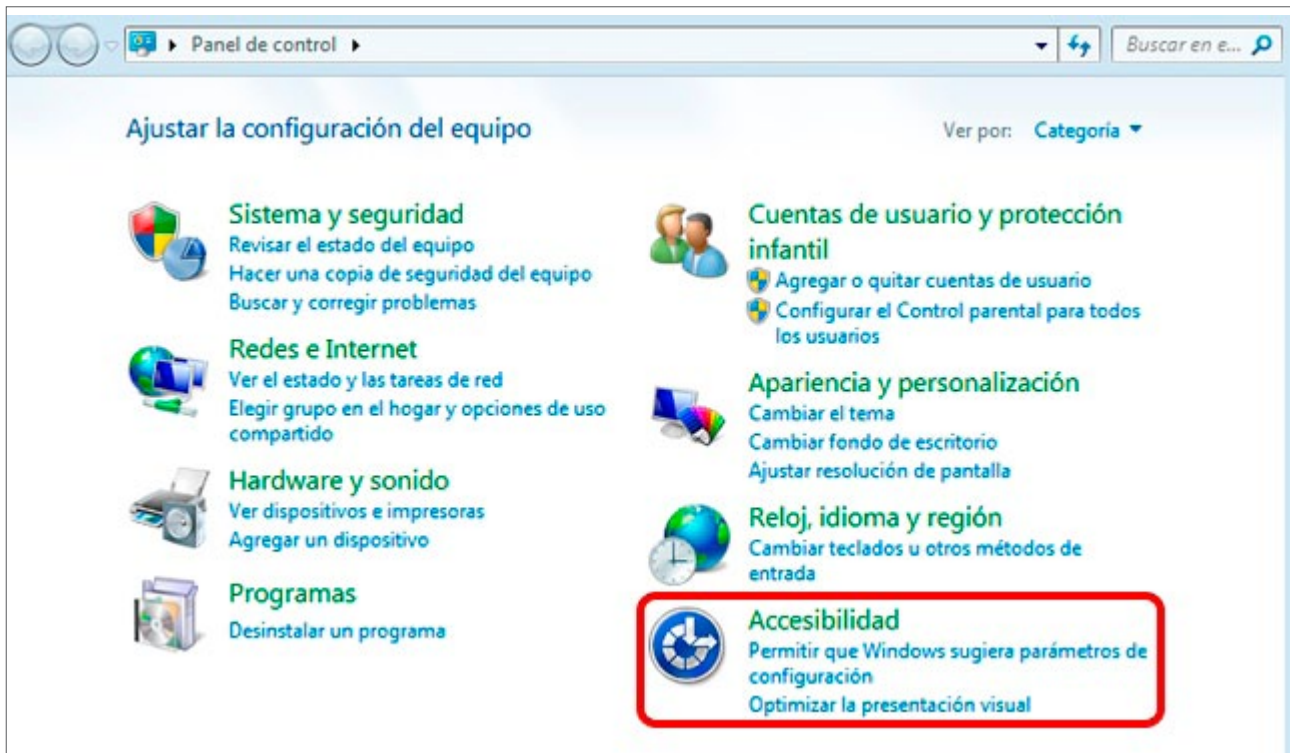 Panel de control
Buscar en e...
Ajustar la configuración del equipo
Ver por: Categoría
Sistema y seguridad
Revisar el estado del equipo
Hacer una copia de seguridad del equipo
Buscar y corregir problemas
Redes e Internet
Ver el estado y las tareas de red
Elegir grupo en el hogar y opciones de uso
compartido
Hardware y sonido
Ver dispositivos e impresoras
Agregar un dispositivo
Programas
Desinstalar un programa
Cuentas de usuario y protección
infantil
Agregar o quitar cuentas de usuario
Configurar el Control parental para todos
los usuarios
Apariencia y personalización
Cambiar el tema
Cambiar fondo de escritorio
Ajustar resolución de pantalla
Reloj, idioma y región
Cambiar teclados u otros métodos de
entrada
Accesibilidad
Permitir que Windows sugiera parámetros de
configuración
Optimizar la presentación visual